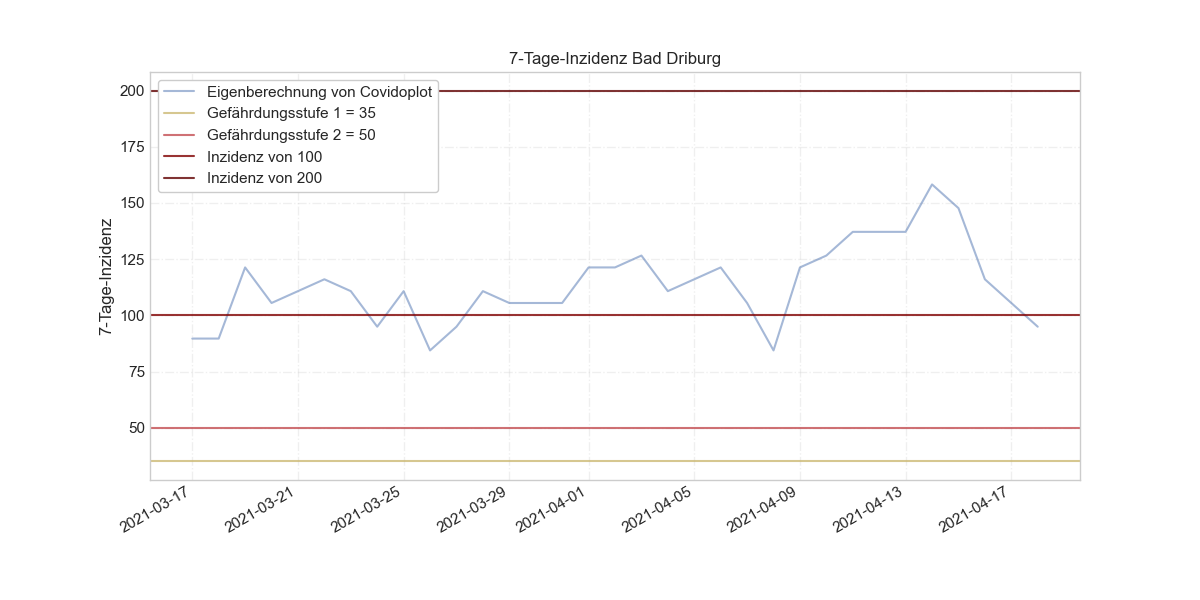 7-Tage-Inzidenz Bad Driburg
Eigenberechnung von Covidoplot
Gefährdungsstufe 1 = 35
Gefährdungsstufe 2 = 50
Inzidenz von 100
Inzidenz von 200
7-Tage-Inzidenz
200
175
150
125
100
75
50
2021-03-17
2021-03-21
2021-03-25
2021-03-29
2021-04-01
2021-04-05
2021-04-09
2021-04-13
2021-04-17